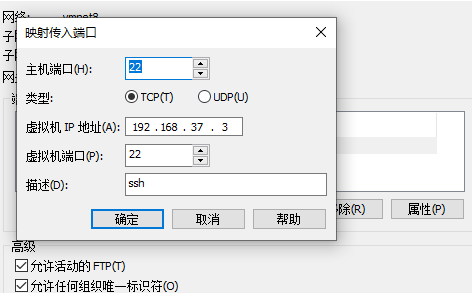 网络: vmnet8
子
子
网
映射传入端口
主机端口(H): 22
类型: TCP(T) UDP(U)
虚拟机 IP 地址(A): 192 .168 . 37 . 3
虚拟机端口(P): 22
描述(D): ssh
确定 取消 帮助
除(R) 属性(P)
高级
允许活动的 FTP(T)
允许任何组织唯一标识符(O)